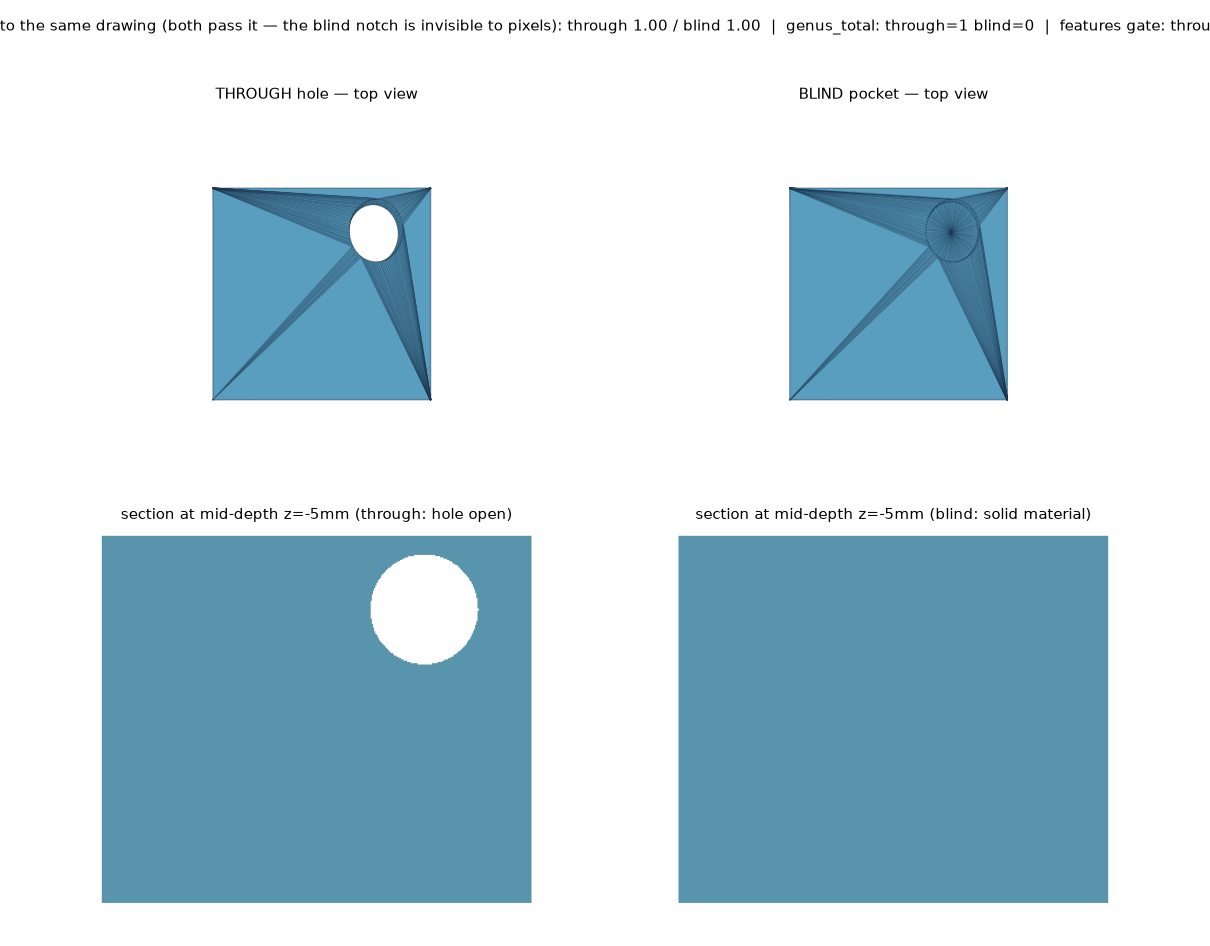 to the same drawing (both pass it — the blind notch is invisible to pixels): through 1.00 / blind 1.00 | genus_total: through=1 blind=0 | features gate: throu
THROUGH hole — top view
BLIND pocket — top view
section at mid-depth z=-5mm (through: hole open)
section at mid-depth z=-5mm (blind: solid material)